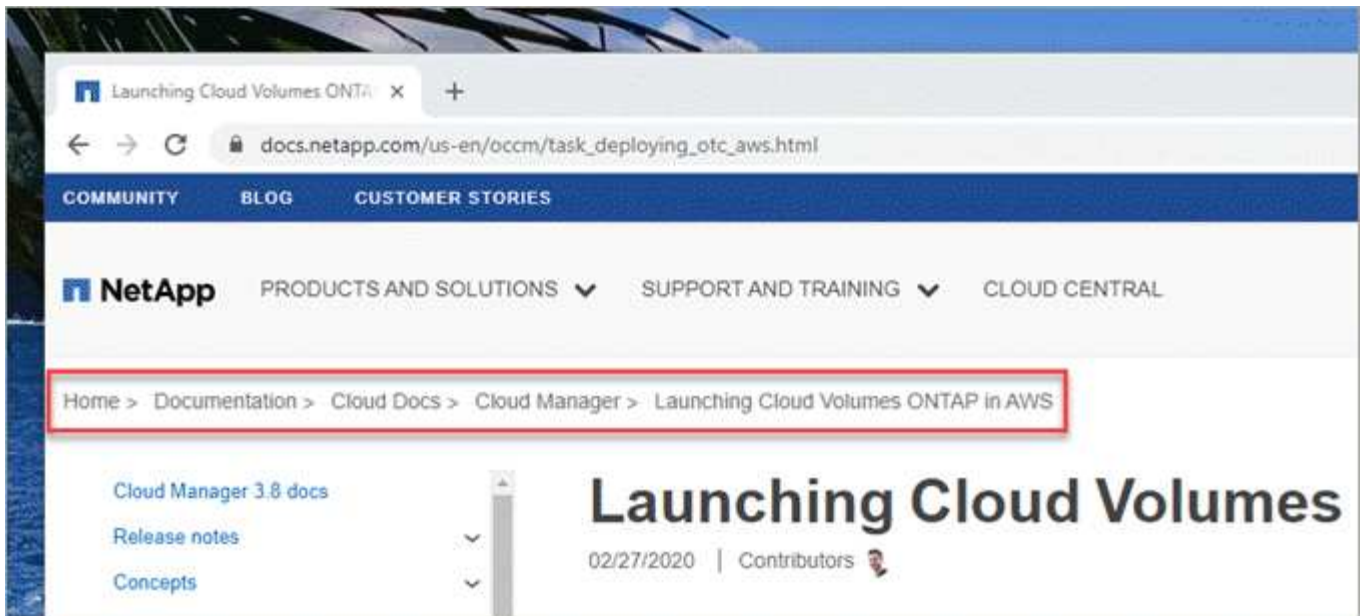 Launching Cloud Volumes ONTA
docs.netapp.com/us-en/occm/task_deploying_otc_aws.html
COMMUNITY BLOG CUSTOMER STORIES
NetApp PRODUCTS AND SOLUTIONS SUPPORT AND TRAINING CLOUD CENTRAL
Home > Documentation > Cloud Docs > Cloud Manager > Launching Cloud Volumes ONTAP in AWS
Cloud Manager 3.8 docs
Release notes
Concepts
Launching Cloud Volumes
02/27/2020 | Contributors